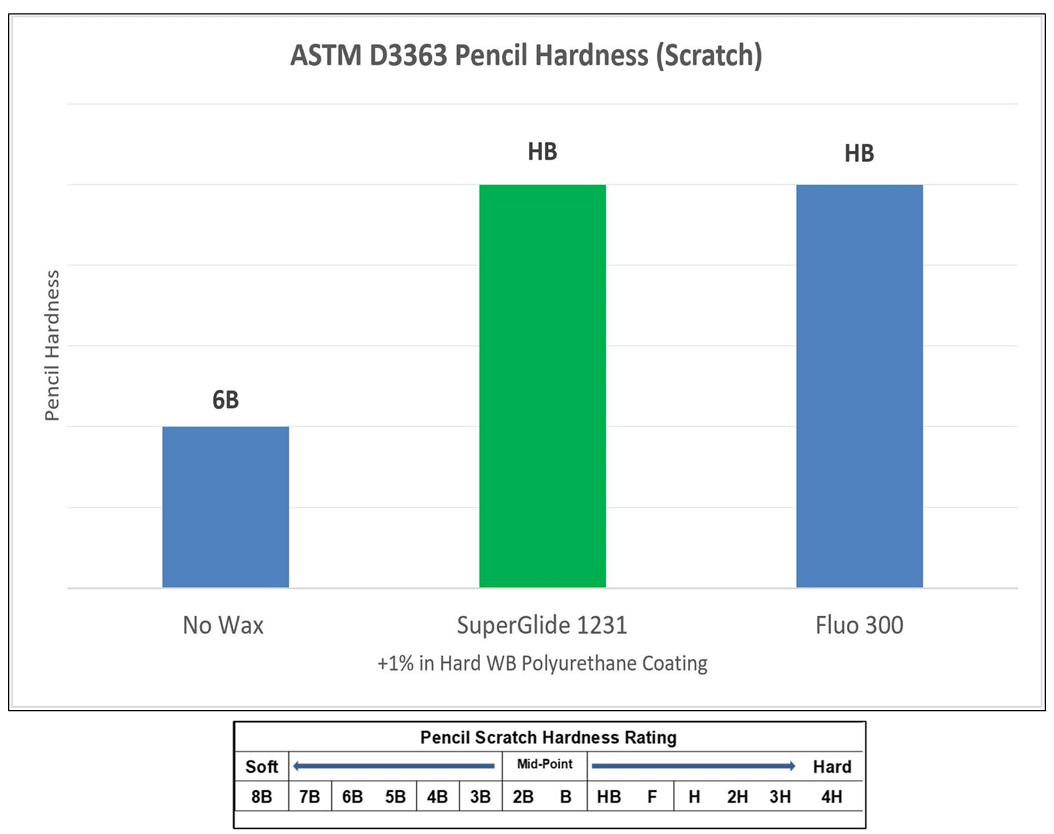 ASTM D3363 Pencil Hardness (Scratch)
HB
HB
6B
Pencil Hardness
No Wax SuperGlide 1231 Fluo 300
+1% in Hard WB Polyurethane Coating
Pencil Scratch Hardness Rating
Soft Mid-Point Hard
8B 7B 6B 5B 4B 3B 2B B HB F H 2H 3H 4H